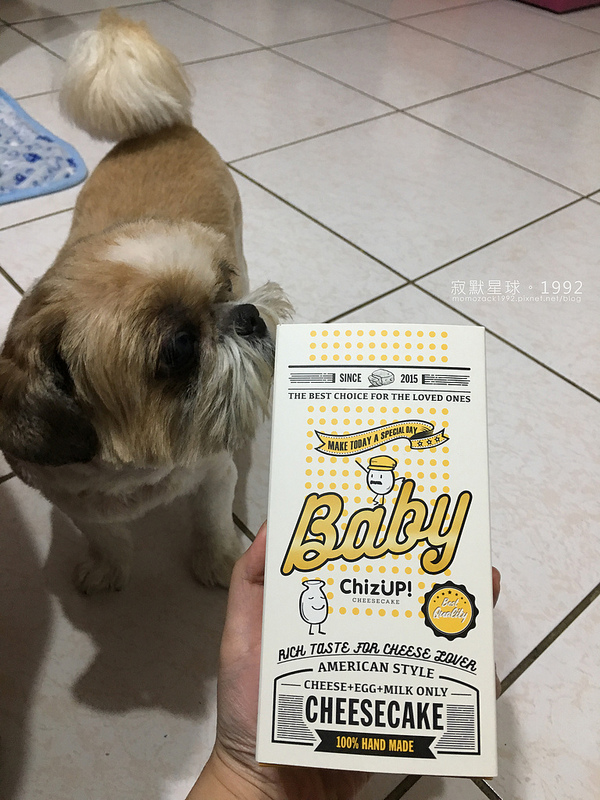 寂默星球。1992
momozack1992.pixnet.net/blog
SINCE 2015
THE BEST CHOICE FOR THE LOVED ONES
MAKE TODAY A SPECIAL DAY
Baby
ChizUP!
CHEESECAKE
Best
Quality
RICH TASTE FOR CHEESE LOVER
AMERICAN STYLE
CHEESE+EGG+MILK ONLY
CHEESECAKE
100% HAND MADE